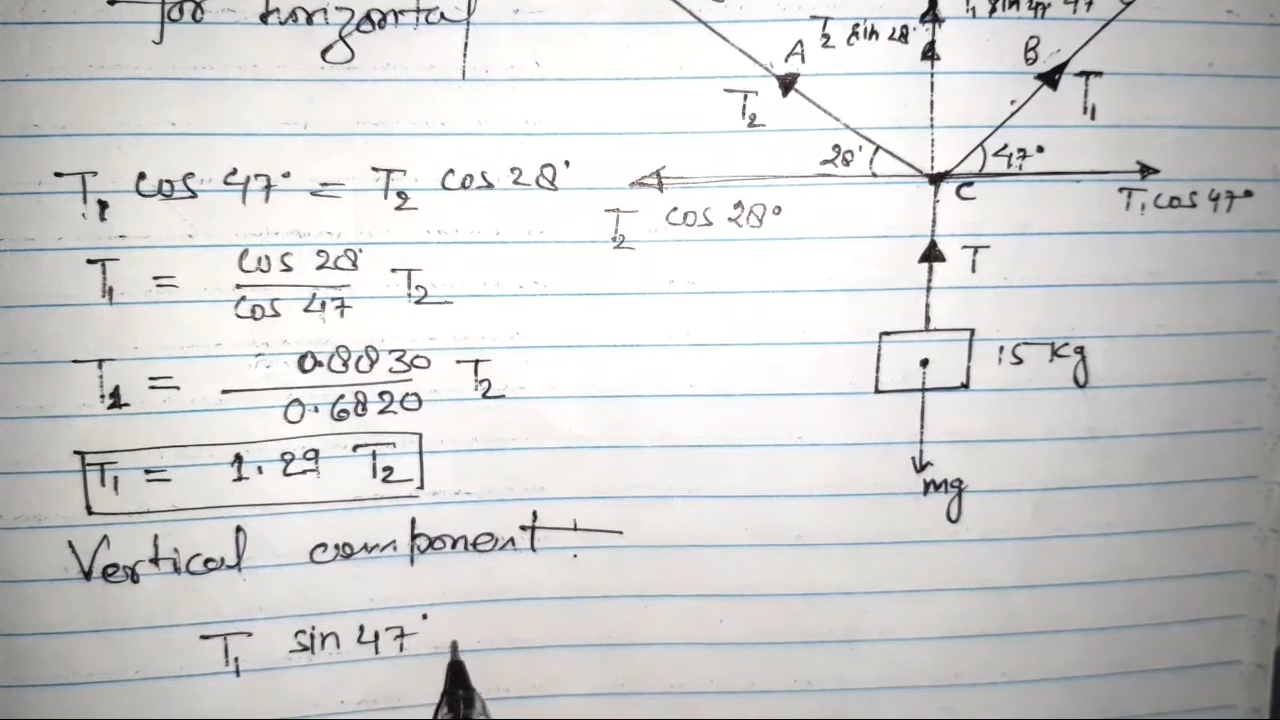 for horizontal
T₁ cos 47° = T₂ cos 28°
T₁ = cos 28° / cos 47 T₂
T₁ = 0.8830 / 0.6820 T₂
T₁ = 1.29 T₂
Vertical component :-
T₁ sin 47°
T₂ sin 28°
A
B
T₂
T₁
28°
47°
C
T₂ cos 28°
T₁ cos 47°
T
15 Kg
mg